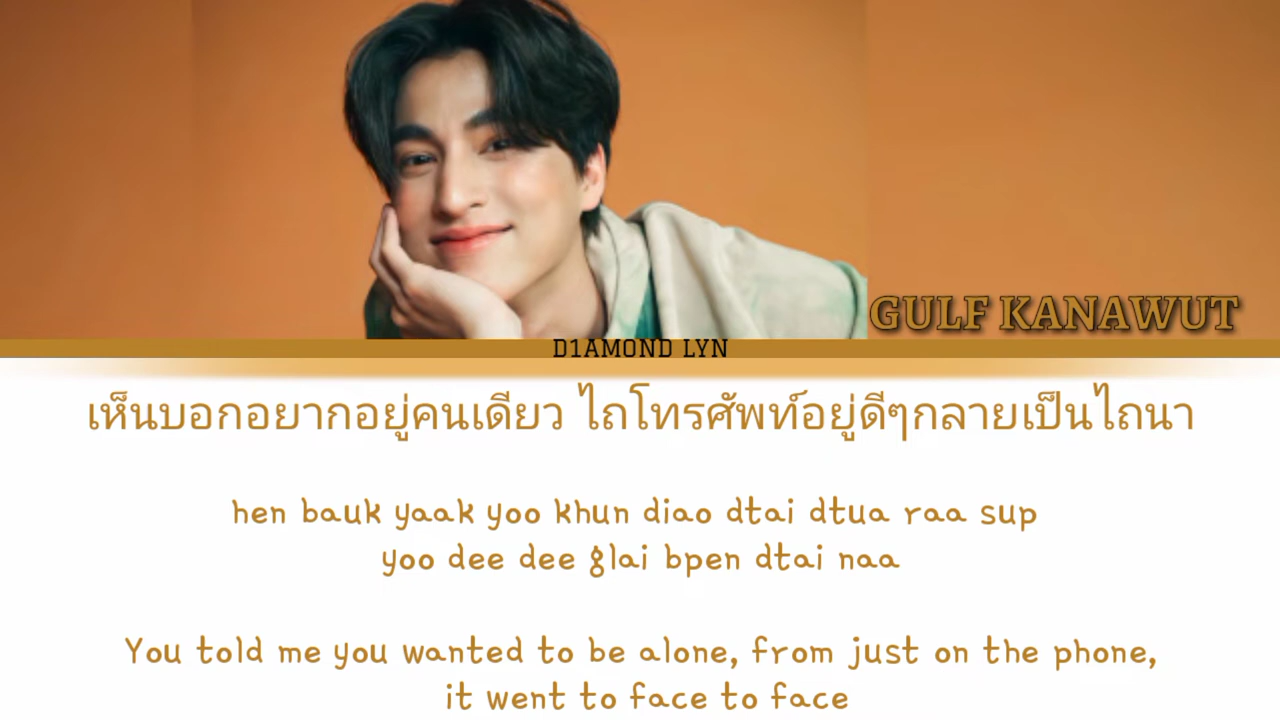 GULF KANAWUT
D1AMOND LYN
เห็นบอกอยากอยู่คนเดียว ไถโทรศัพท์อยู่ดีๆกลายเป็นไถนา
hen bauk yaak yoo khun diao dtai dtua raa sup
yoo dee dee glai bpen dtai naa
You told me you wanted to be alone, from just on the phone,
it went to face to face